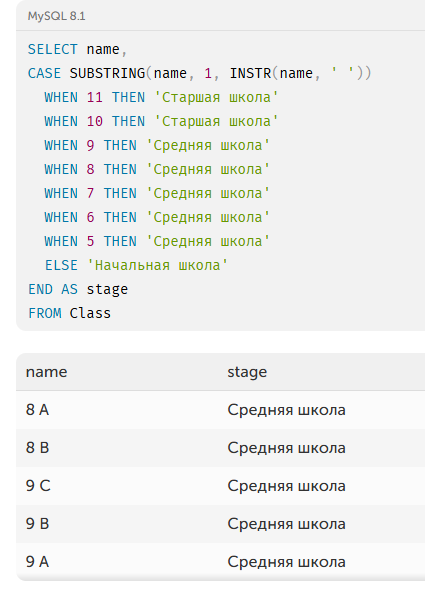 MySQL 8.1
SELECT name,
CASE SUBSTRING(name, 1, INSTR(name, ' '))
WHEN 11 THEN 'Старшая школа'
WHEN 10 THEN 'Старшая школа'
WHEN 9 THEN 'Средняя школа'
WHEN 8 THEN 'Средняя школа'
WHEN 7 THEN 'Средняя школа'
WHEN 6 THEN 'Средняя школа'
WHEN 5 THEN 'Средняя школа'
ELSE 'Начальная школа'
END AS stage
FROM Class
name stage
8 A Средняя школа
8 B Средняя школа
9 C Средняя школа
9 B Средняя школа
9 A Средняя школа